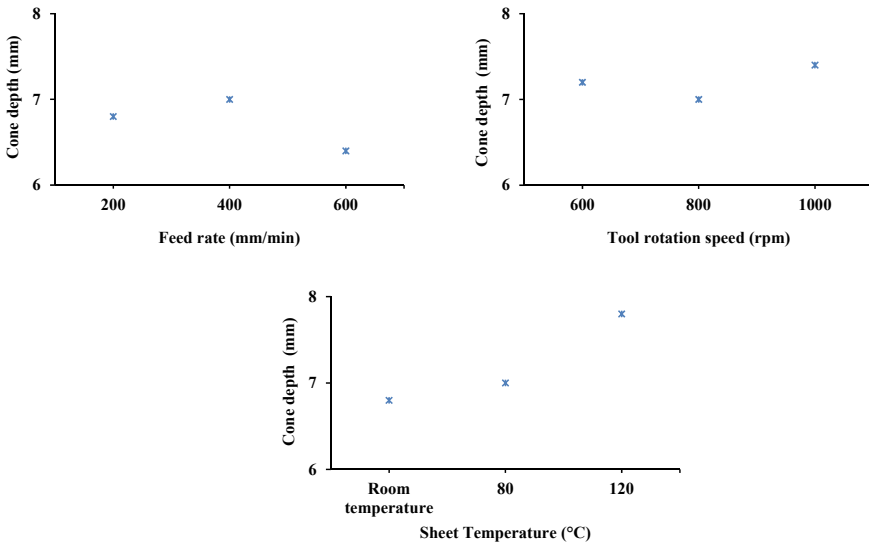 8
7
6
Cone depth (mm)
200 400 600
Feed rate (mm/min)
8
7
6
Cone depth (mm)
600 800 1000
Tool rotation speed (rpm)
8
7
6
Cone depth (mm)
Room 80 120
temperature
Sheet Temperature (°C)